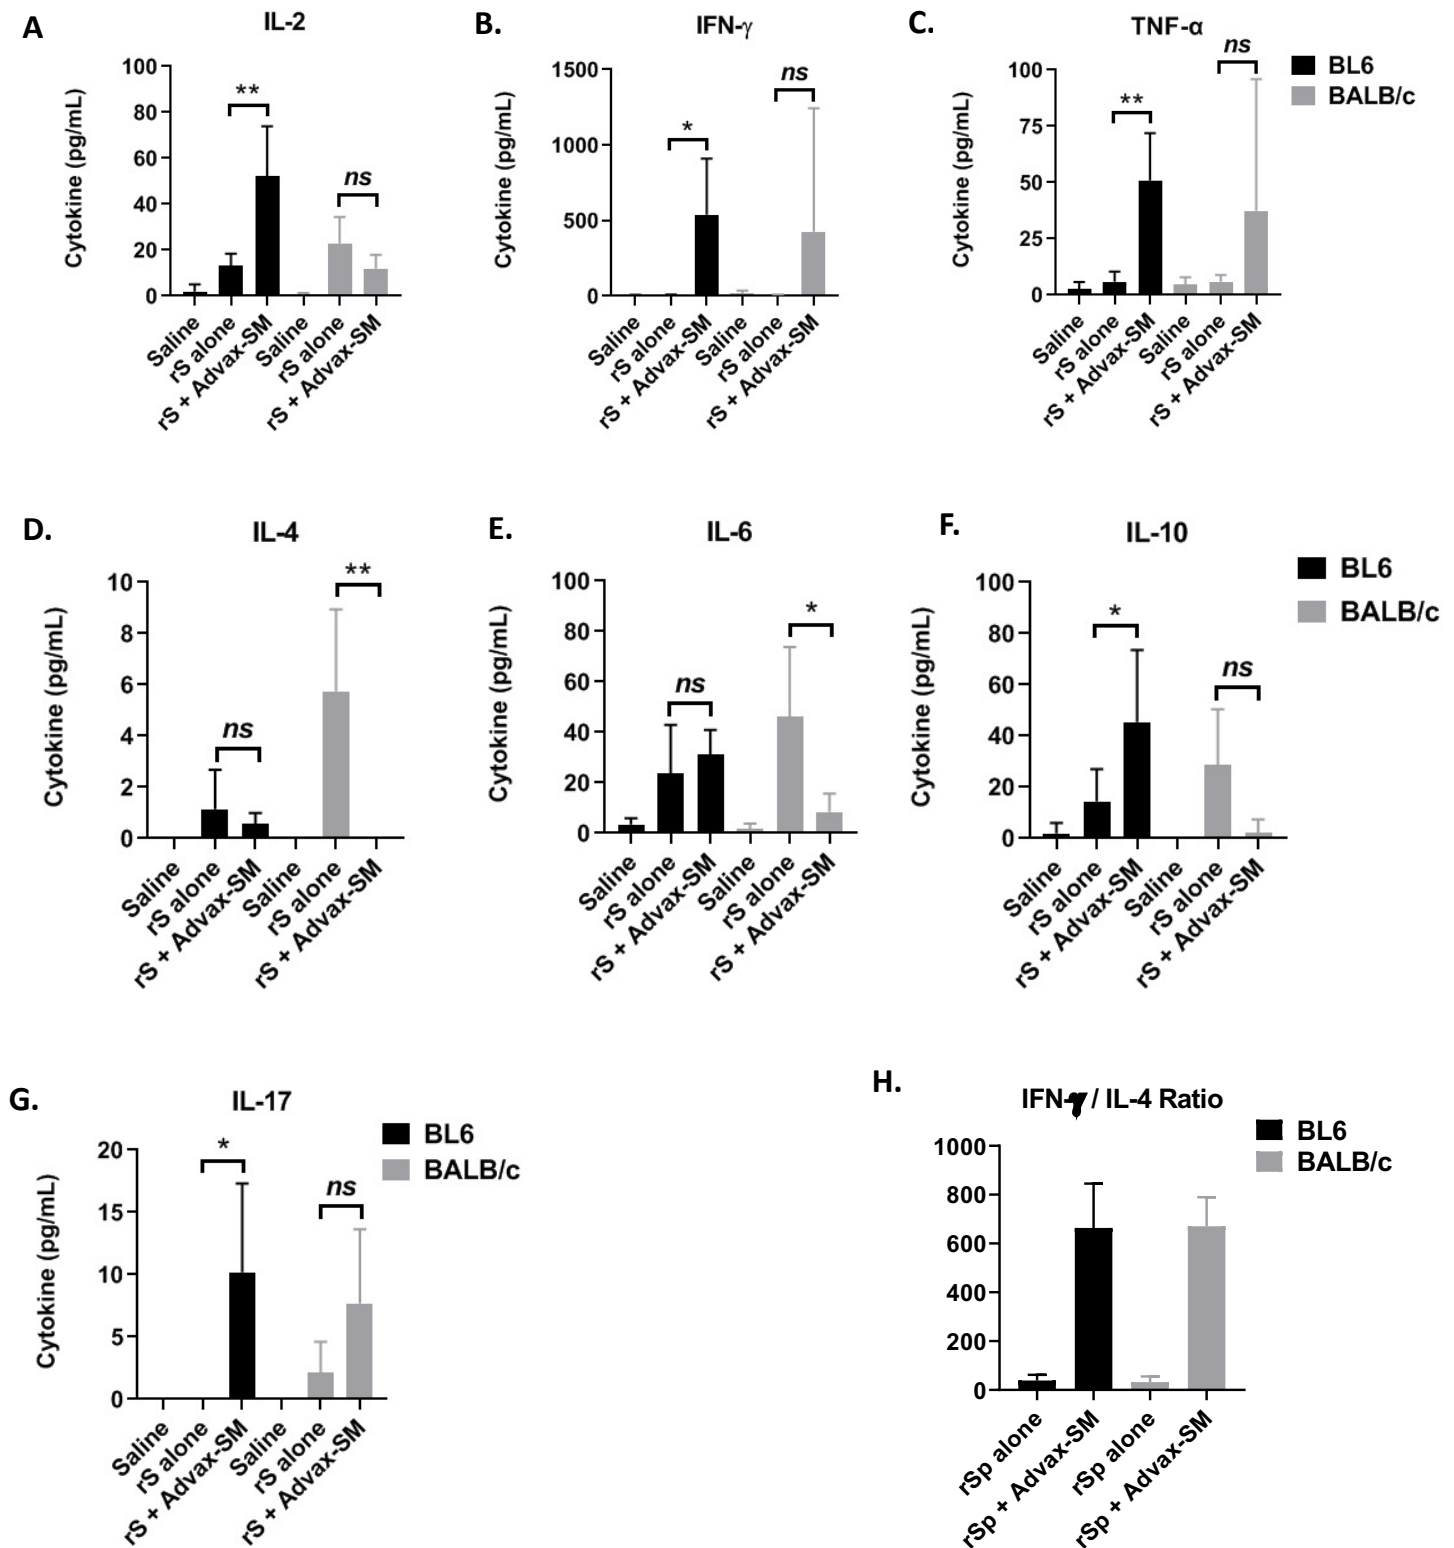 A
IL-2
Cytokine (pg/mL)
100
80
60
40
20
0
**
ns
Saline
rS alone
rS + Advax-SM
Saline
rS alone
rS + Advax-SM
B.
IFN-γ
Cytokine (pg/mL)
1500
1000
500
0
*
ns
Saline
rS alone
rS + Advax-SM
Saline
rS alone
rS + Advax-SM
C.
TNF-α
Cytokine (pg/mL)
100
75
50
25
0
**
ns
Saline
rS alone
rS + Advax-SM
Saline
rS alone
rS + Advax-SM
BL6
BALB/c
D.
IL-4
Cytokine (pg/mL)
10
8
6
4
2
0
ns
**
Saline
rS alone
rS + Advax-SM
Saline
rS alone
rS + Advax-SM
E.
IL-6
Cytokine (pg/mL)
100
80
60
40
20
0
ns
*
Saline
rS alone
rS + Advax-SM
Saline
rS alone
rS + Advax-SM
F.
IL-10
Cytokine (pg/mL)
100
80
60
40
20
0
*
ns
Saline
rS alone
rS + Advax-SM
Saline
rS alone
rS + Advax-SM
BL6
BALB/c
G.
IL-17
Cytokine (pg/mL)
20
15
10
5
0
*
ns
Saline
rS alone
rS + Advax-SM
Saline
rS alone
rS + Advax-SM
BL6
BALB/c
H.
IFN-γ / IL-4 Ratio
1000
800
600
400
200
0
rSp alone
rSp + Advax-SM
rSp alone
rSp + Advax-SM
BL6
BALB/c